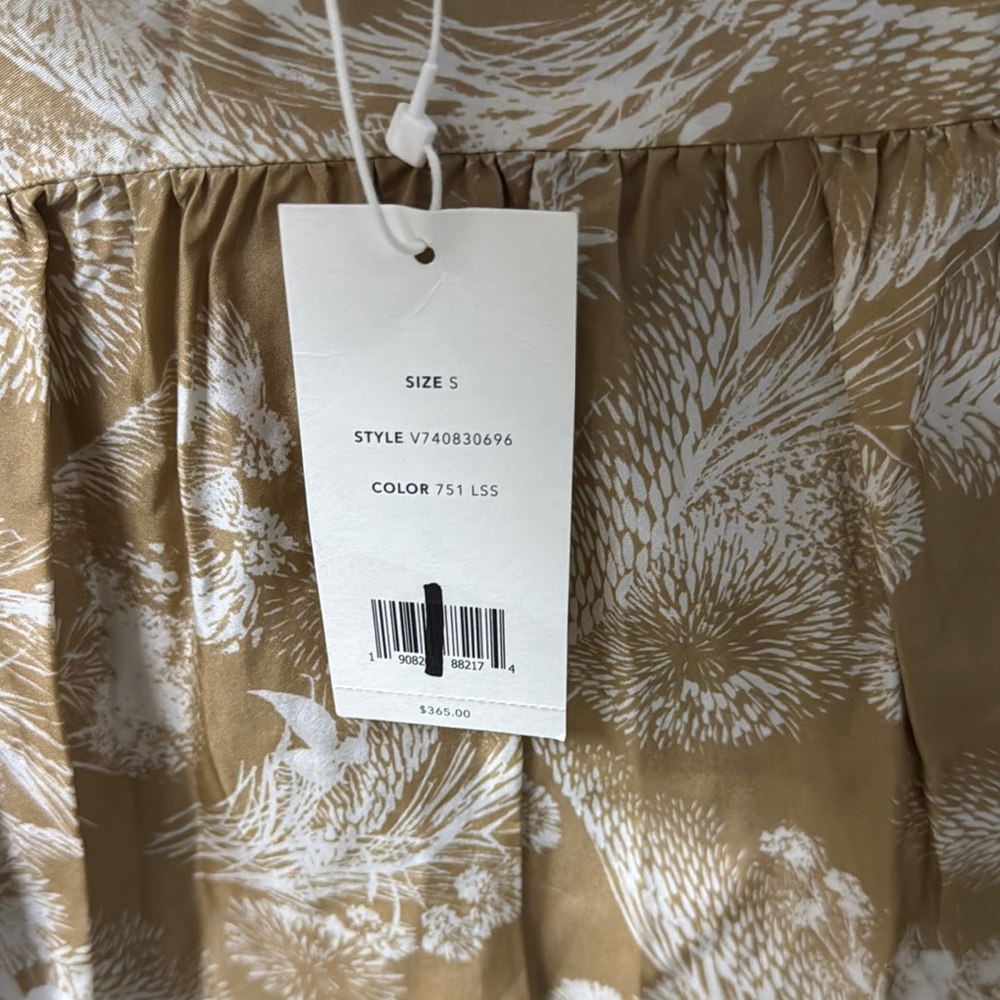 SIZE S
STYLE V740830696
COLOR 751 LSS
1 9082 88217 4
$365.00